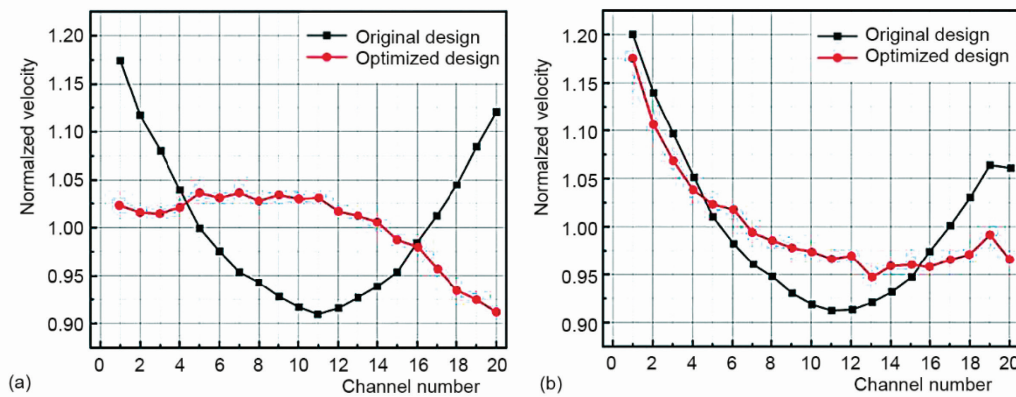 Normalzed velocity
1.20
1.15
1.10
1.05
1.00
0.95
0.90
Original design
Optimized design
0 2 4 6 8 10 12 14 16 18 20
Channel number
(a)
Normalzed velocity
1.20
1.15
1.10
1.05
1.00
0.95
0.90
Original design
Optimized design
0 2 4 6 8 10 12 14 16 18 20
Channel number
(b)